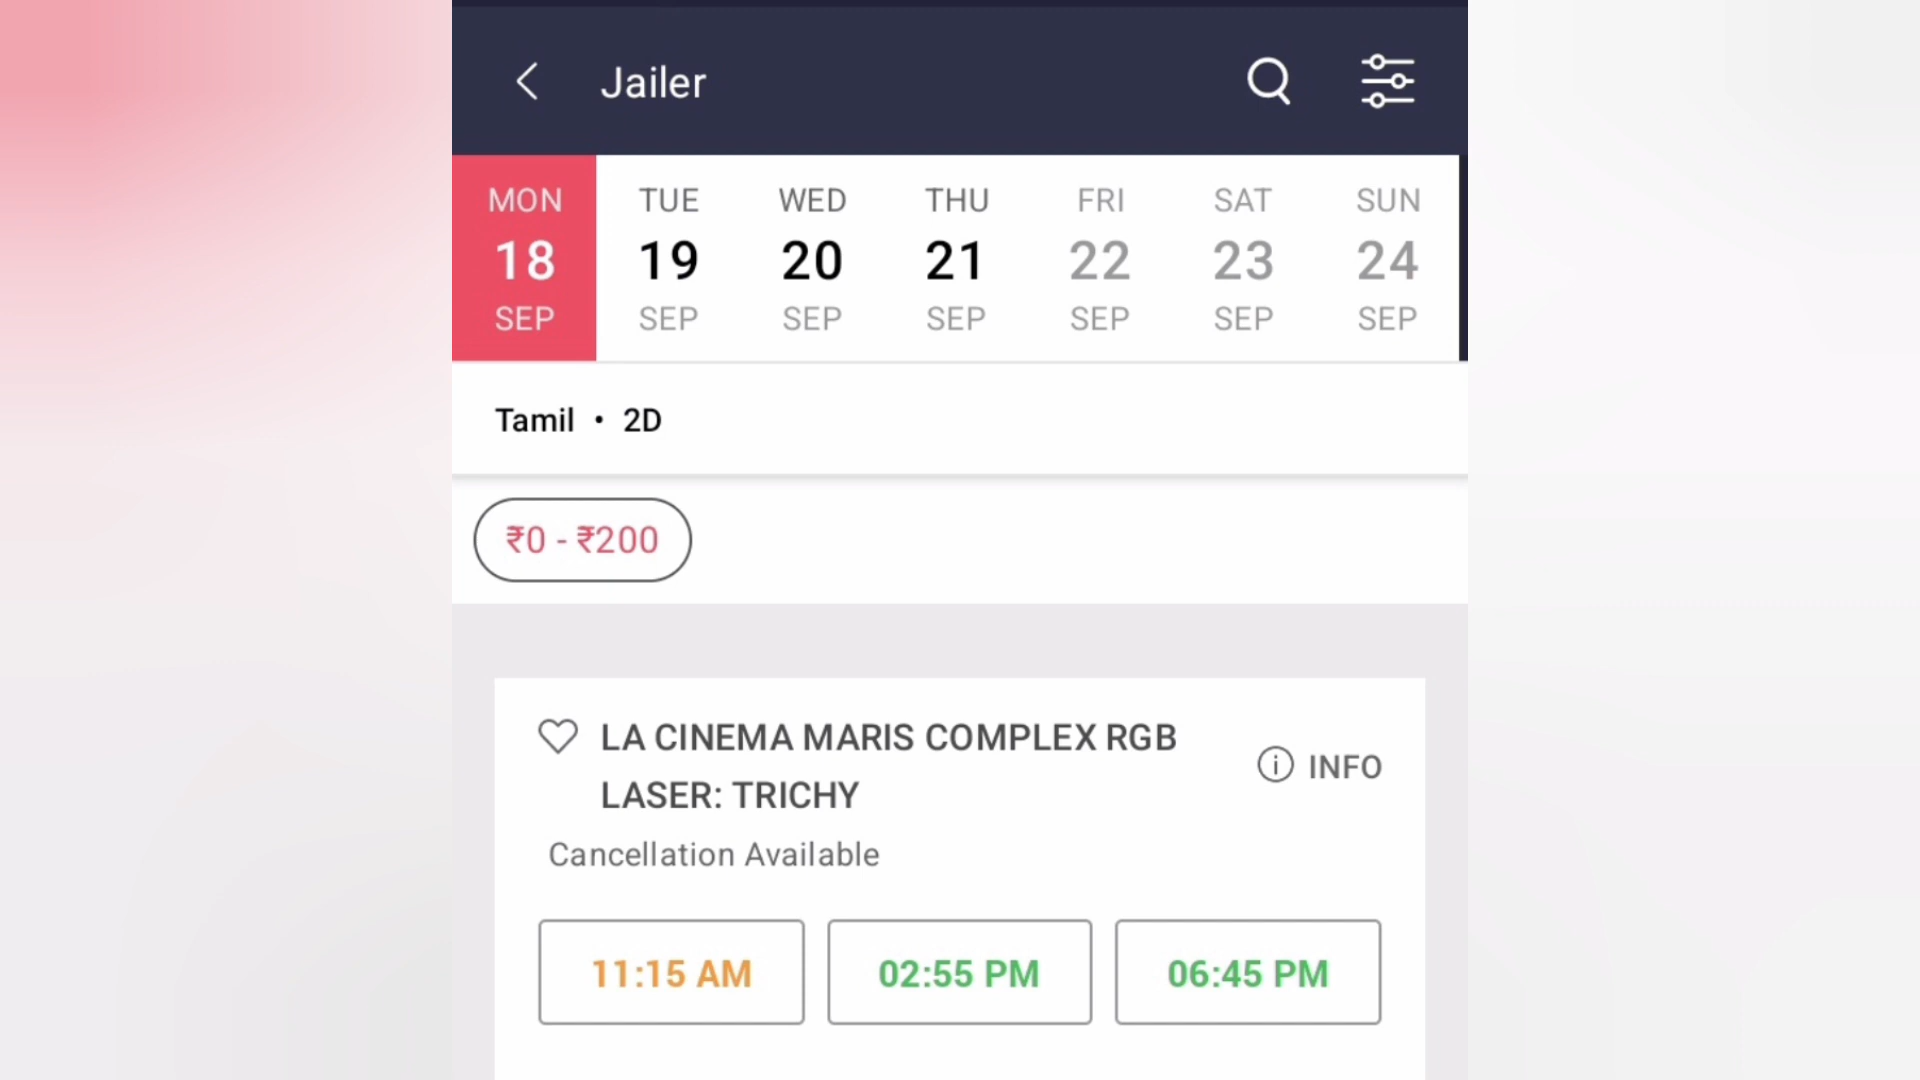 Jailer
MON TUE WED THU FRI SAT SUN
18 19 20 21 22 23 24
SEP SEP SEP SEP SEP SEP SEP
Tamil • 2D
₹0 - ₹200
LA CINEMA MARIS COMPLEX RGB
LASER: TRICHY
INFO
Cancellation Available
11:15 AM 02:55 PM 06:45 PM